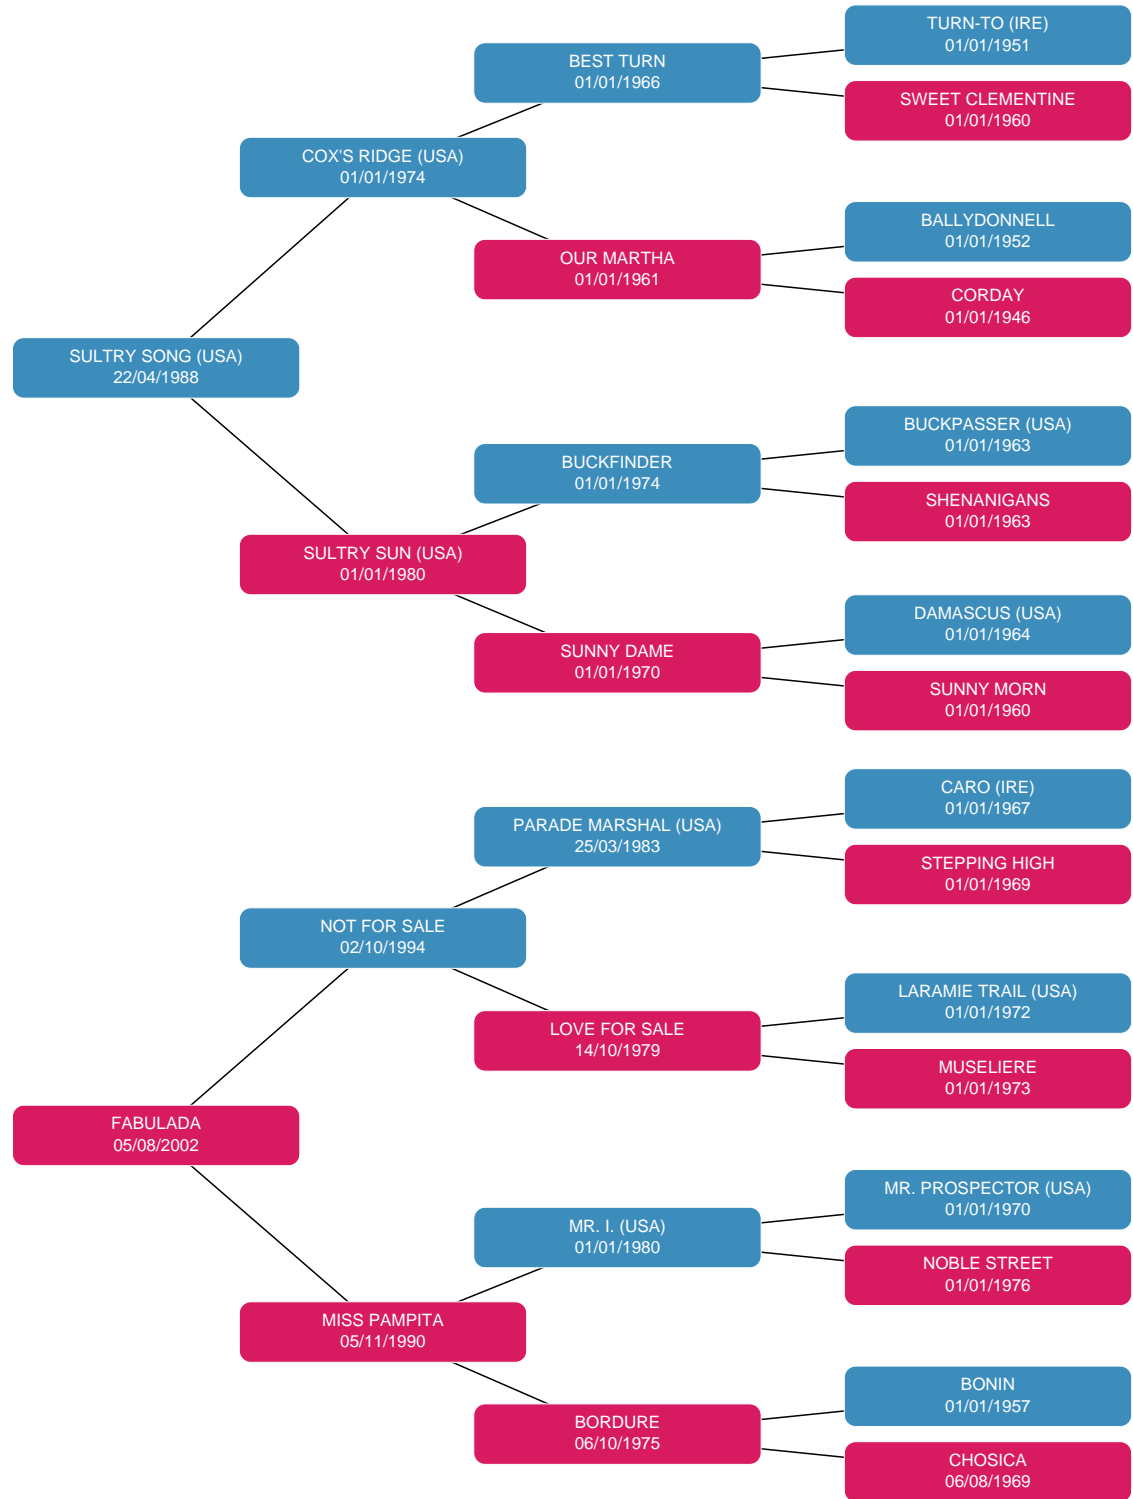 TURN-TO (IRE)
01/01/1951
BEST TURN
01/01/1966
SWEET CLEMENTINE
01/01/1960
COX'S RIDGE (USA)
01/01/1974
BALLYDONNELL
01/01/1952
OUR MARTHA
01/01/1961
CORDAY
01/01/1946
SULTRY SONG (USA)
22/04/1988
BUCKPASSER (USA)
01/01/1963
BUCKFINDER
01/01/1974
SHENANIGANS
01/01/1963
SULTRY SUN (USA)
01/01/1980
DAMASCUS (USA)
01/01/1964
SUNNY DAME
01/01/1970
SUNNY MORN
01/01/1960
CARO (IRE)
01/01/1967
PARADE MARSHAL (USA)
25/03/1983
STEPPING HIGH
01/01/1969
NOT FOR SALE
02/10/1994
LARAMIE TRAIL (USA)
01/01/1972
LOVE FOR SALE
14/10/1979
MUSELIERE
01/01/1973
FABULADA
05/08/2002
MR. PROSPECTOR (USA)
01/01/1970
MR. I. (USA)
01/01/1980
NOBLE STREET
01/01/1976
MISS PAMPITA
05/11/1990
BONIN
01/01/1957
BORDURE
06/10/1975
CHOSICA
06/08/1969